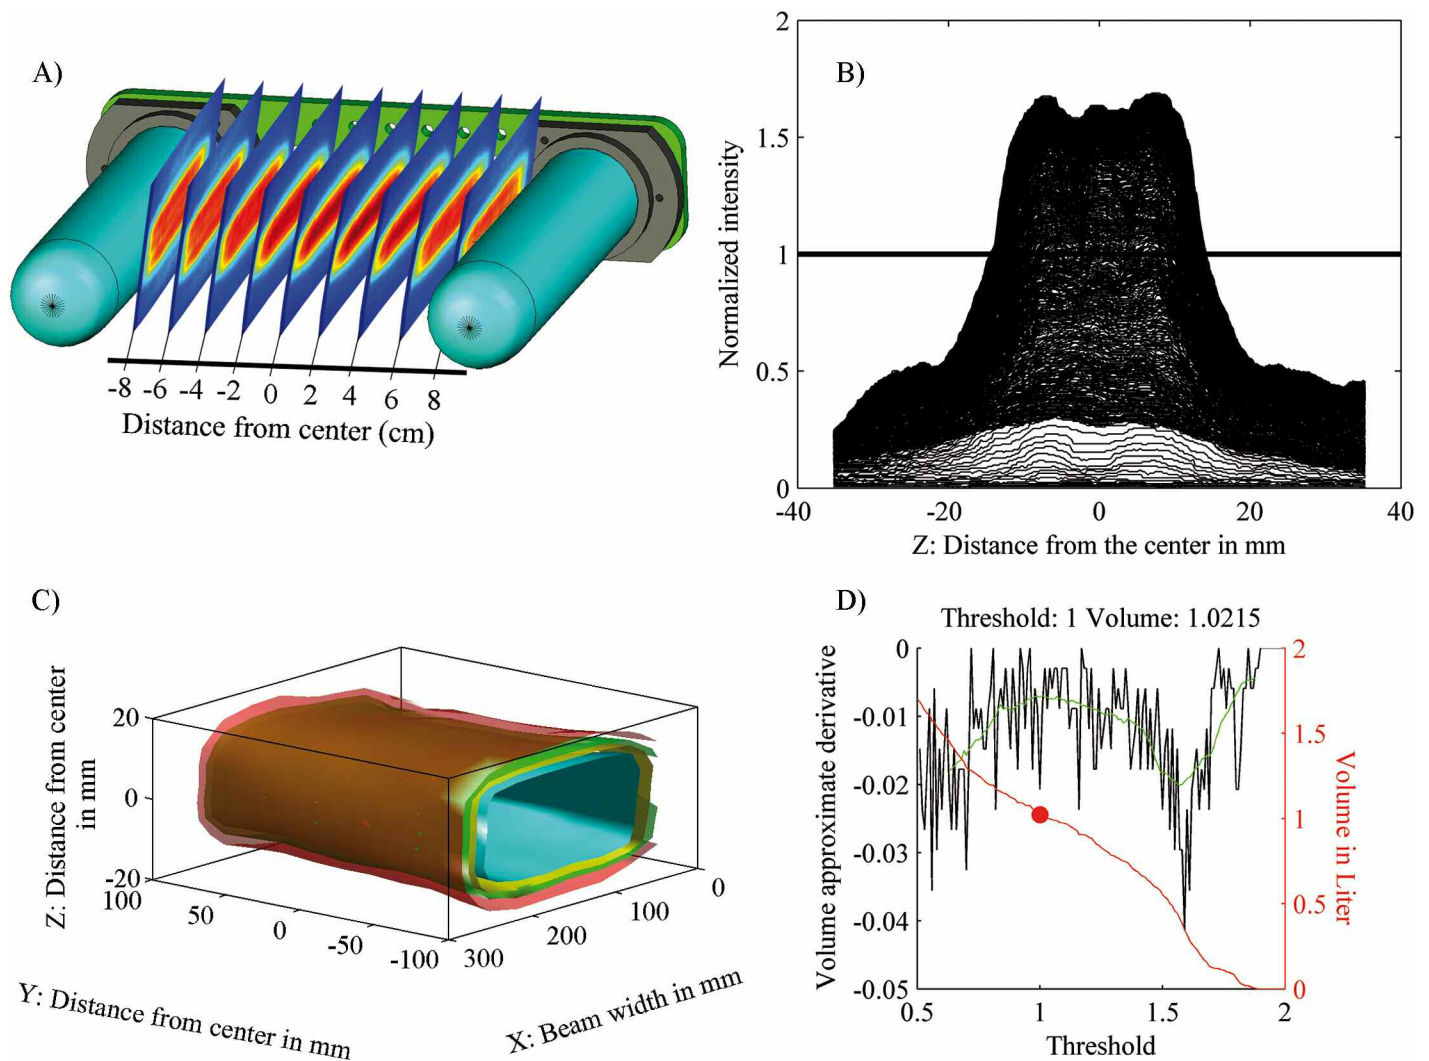 A)
-8 -6 -4 -2 0 2 4 6 8
Distance from center (cm)
B)
2
1.5
1
0.5
0
Normalized intensity
-40 -20 0 20 40
Z: Distance from the center in mm
C)
Z: Distance from center
in mm
20
0
-20
100 50 0 -50 -100
300 200 100 0
Y: Distance from center in mm
X: Beam width in mm
D)
Threshold: 1 Volume: 1.0215
Volume approximate derivative
0
-0.01
-0.02
-0.03
-0.04
-0.05
2
1.5
1
0.5
0
Volume in Liter
0.5 1 1.5 2
Threshold